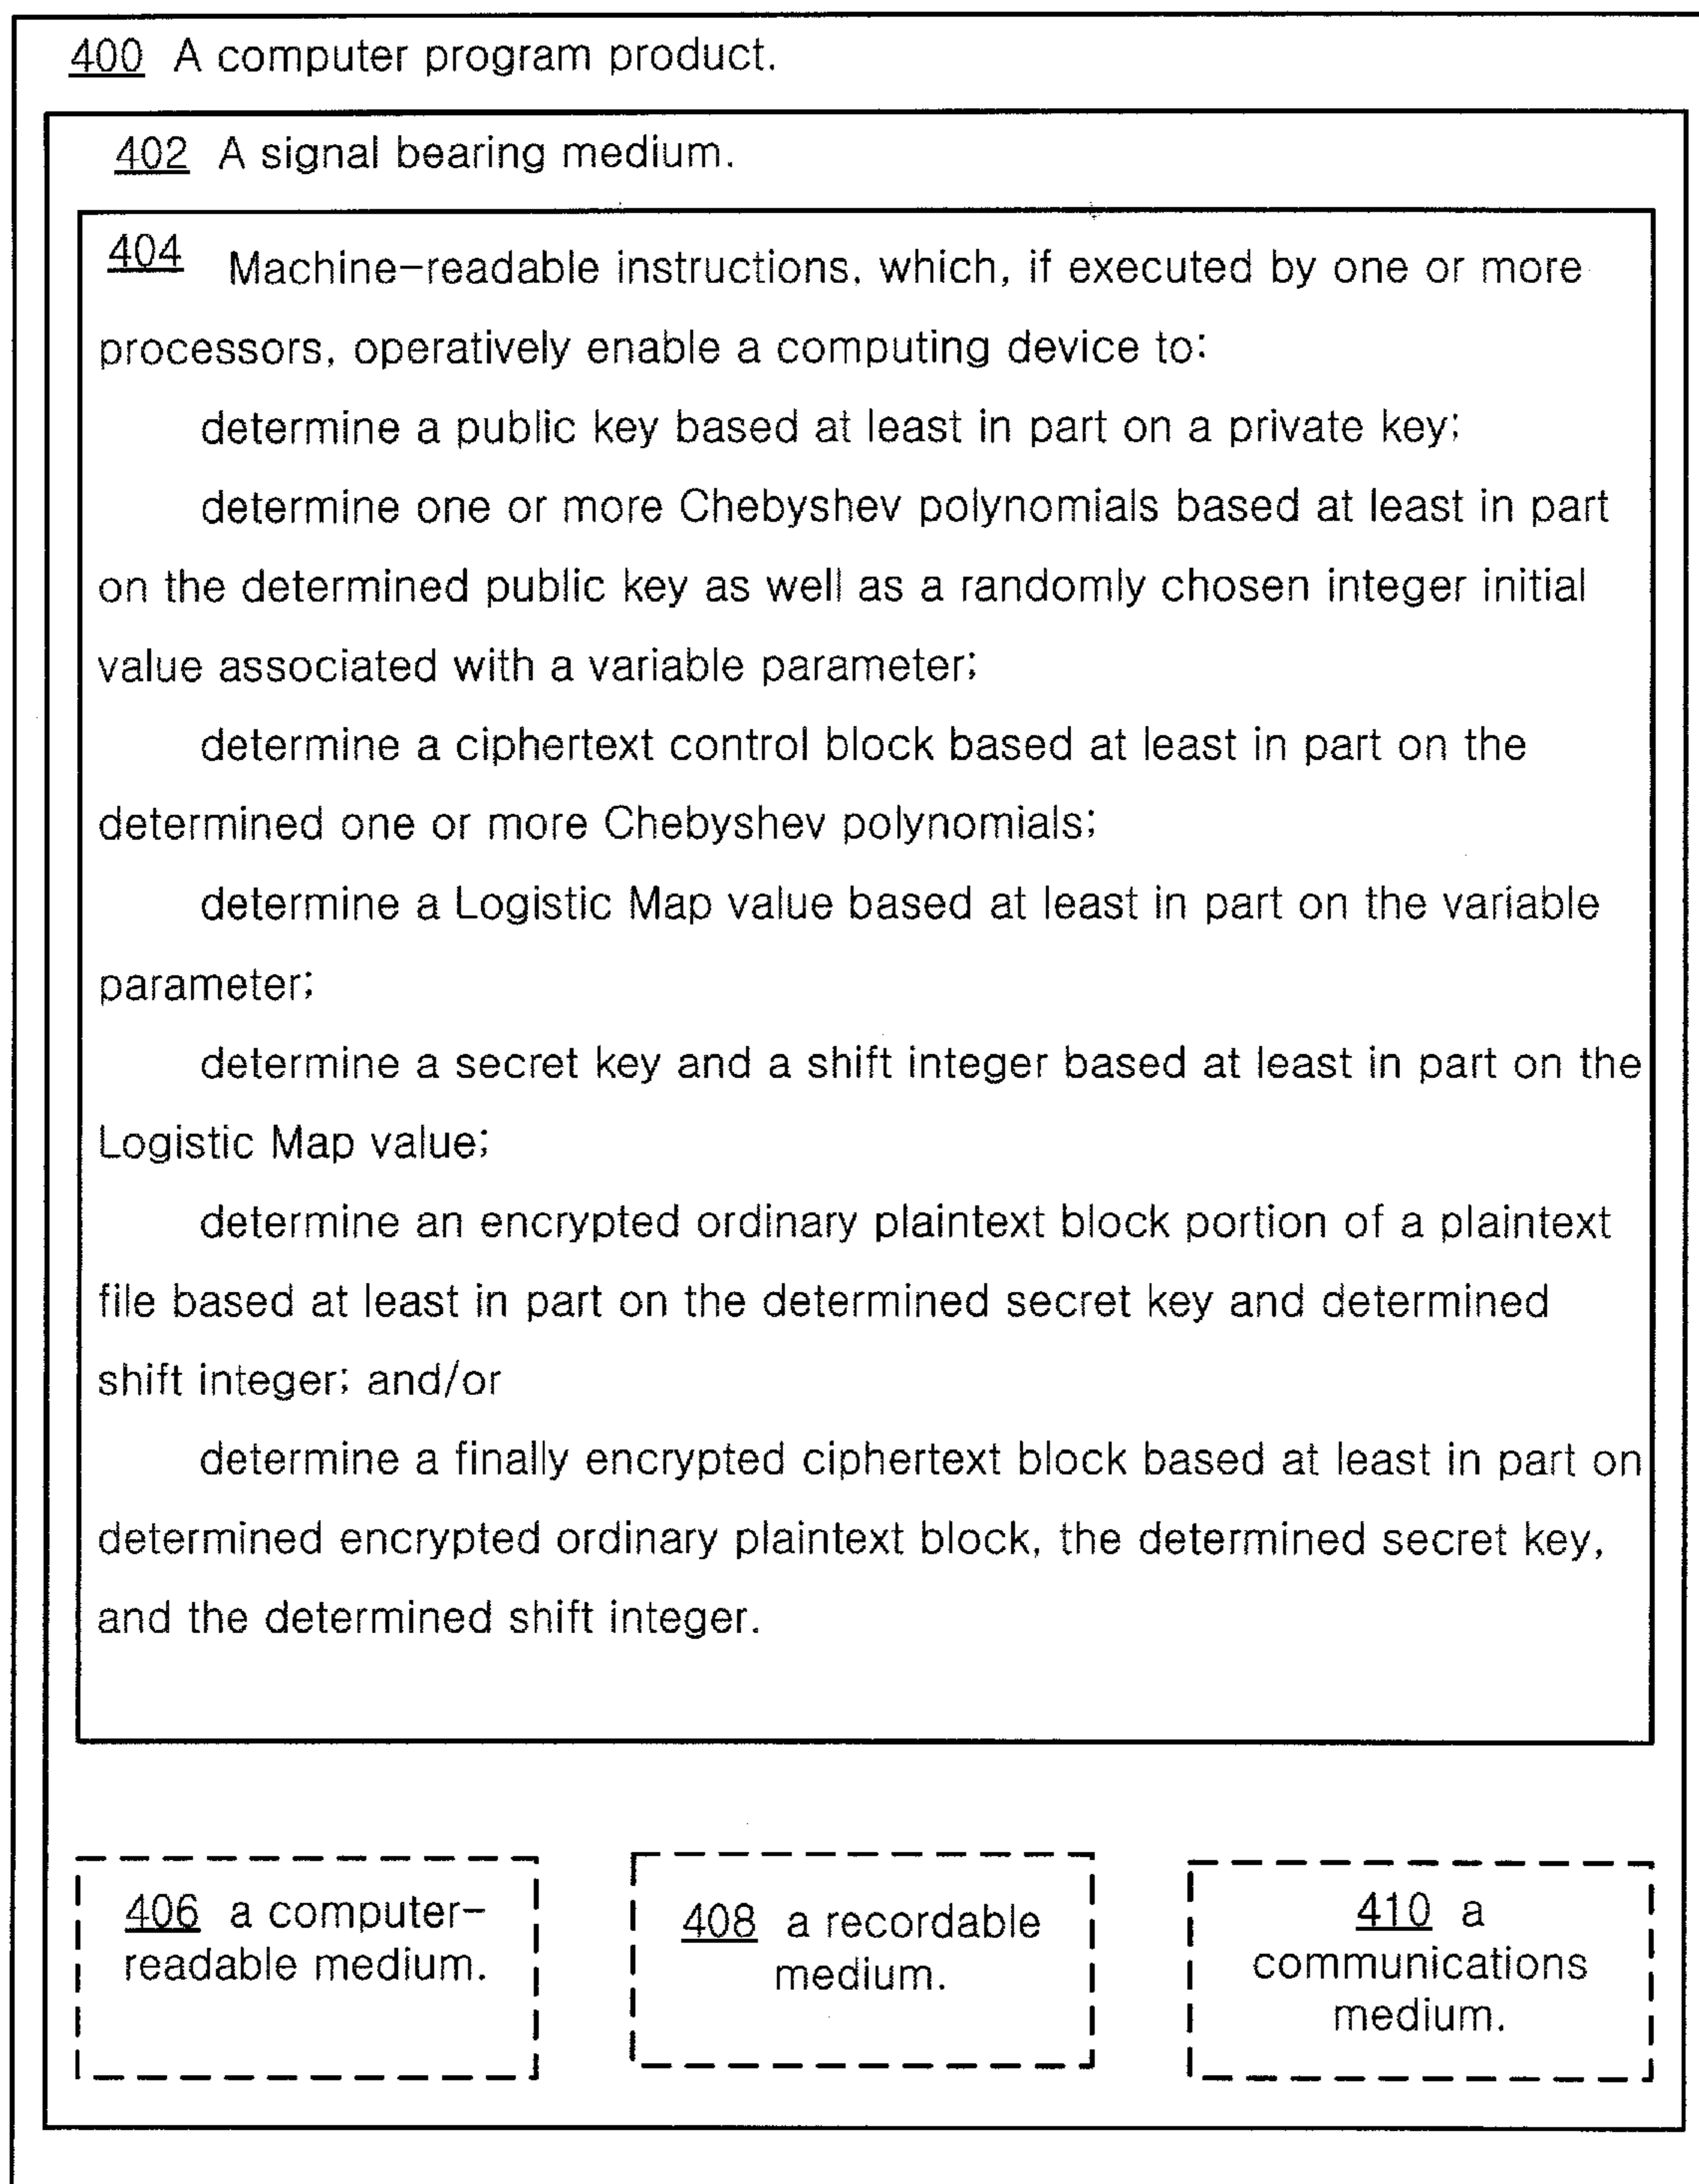 400 A computer program product.
402 A signal bearing medium.
404 Machine-readable instructions, which, if executed by one or more
processors, operatively enable a computing device to:
determine a public key based at least in part on a private key;
determine one or more Chebyshev polynomials based at least in part
on the determined public key as well as a randomly chosen integer initial
value associated with a variable parameter;
determine a ciphertext control block based at least in part on the
determined one or more Chebyshev polynomials;
determine a Logistic Map value based at least in part on the variable
parameter;
determine a secret key and a shift integer based at least in part on the
Logistic Map value;
determine an encrypted ordinary plaintext block portion of a plaintext
file based at least in part on the determined secret key and determined
shift integer; and/or
determine a finally encrypted ciphertext block based at least in part on
determined encrypted ordinary plaintext block, the determined secret key,
and the determined shift integer.
406 a computer-
readable medium.
408 a recordable
medium.
410 a
communications
medium.